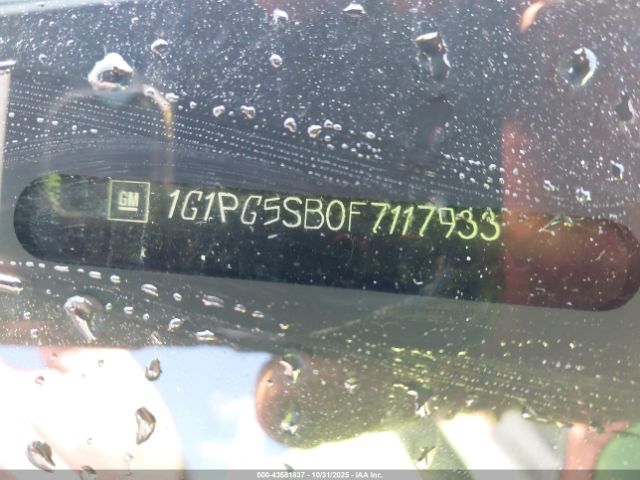 GM 1G1PG5SB0F7117933
000-43581837 - 10/31/2025 - IAA Inc.